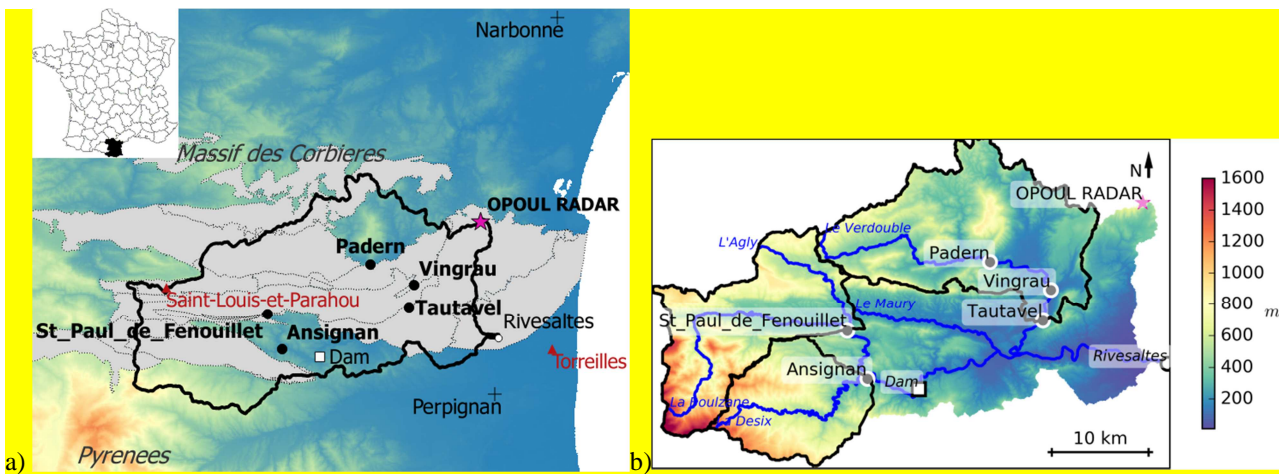 Narbonne
Massif des Corbieres
OPOUL RADAR
Padern
Vingrau
Saint-Louis-et-Parahou
Tautavel
St_Paul_de_Fenouillet
Ansignan
Rivesaltes
Dam
Torreilles
Perpignan
Pyrenees
a)
N
OPOUL RADAR
Le Verdouble
L'Agly
Padern
Vingrau
Le Maury
Tautavel
St_Paul_de_Fenouillet
Rivesaltes
Ansignan
Dam
La Boulzane
Desix
10 km
b)
1600
1400
1200
1000
800
600
400
200
m